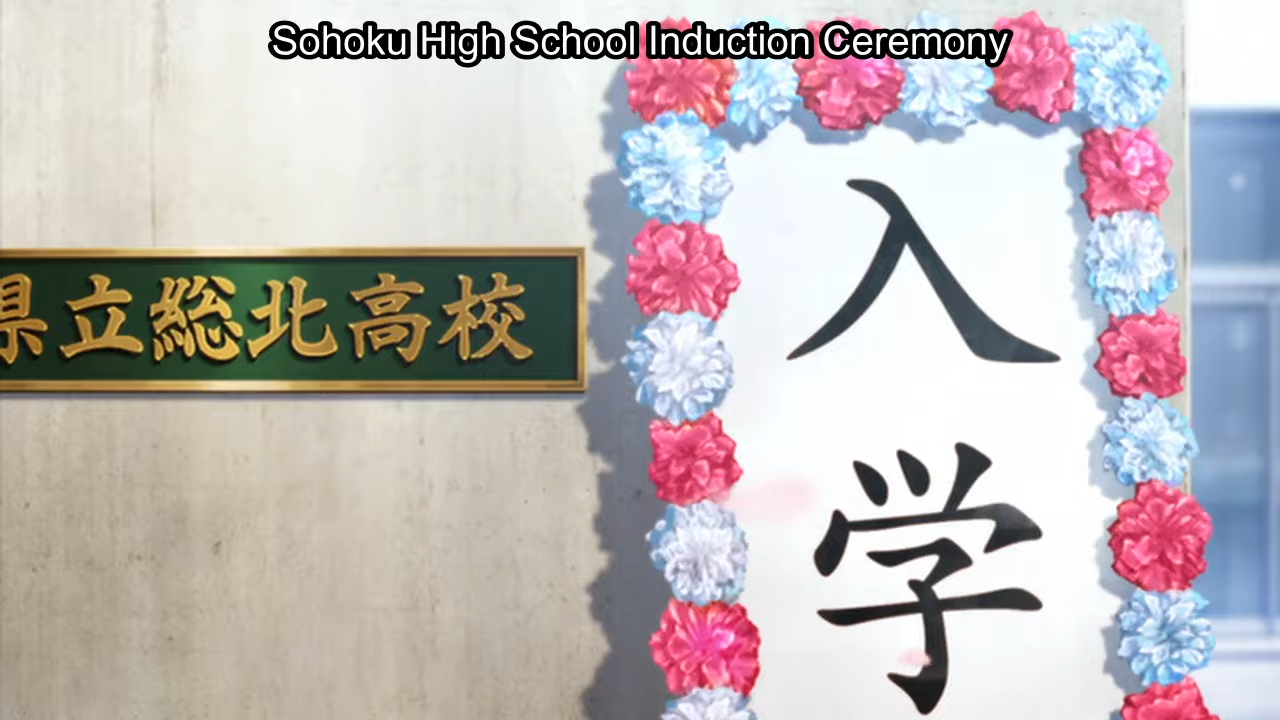 Sohoku High School Induction Ceremony
県立総北高校
入学